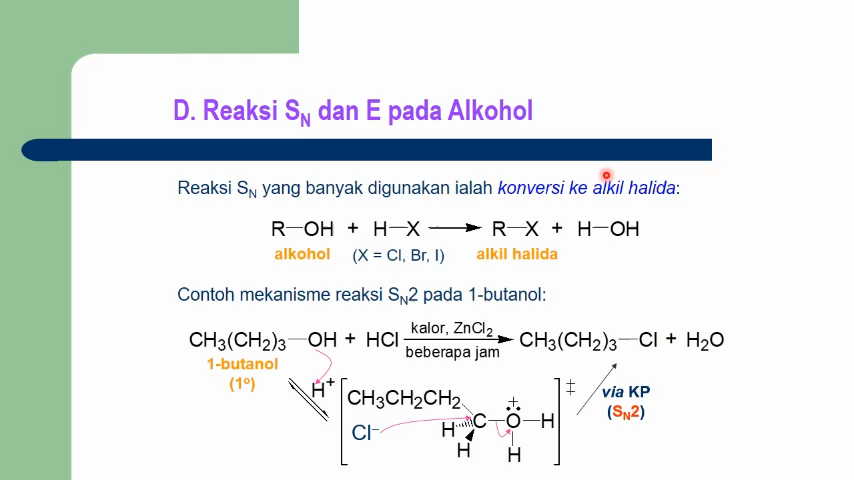 D. Reaksi SN dan E pada Alkohol
Reaksi SN yang banyak digunakan ialah konversi ke alkil halida:
R—OH + H—X ⟶ R—X + H—OH
alkohol (X = Cl, Br, I) alkil halida
Contoh mekanisme reaksi SN2 pada 1-butanol:
kalor, ZnCl2
CH3(CH2)3—OH + HCl ⟶ CH3(CH2)3—Cl + H2O
beberapa jam
1-butanol
(1º)
H+
CH3CH2CH2
‡
via KP
(SN2)
+
Cl– H C—O—H
H H